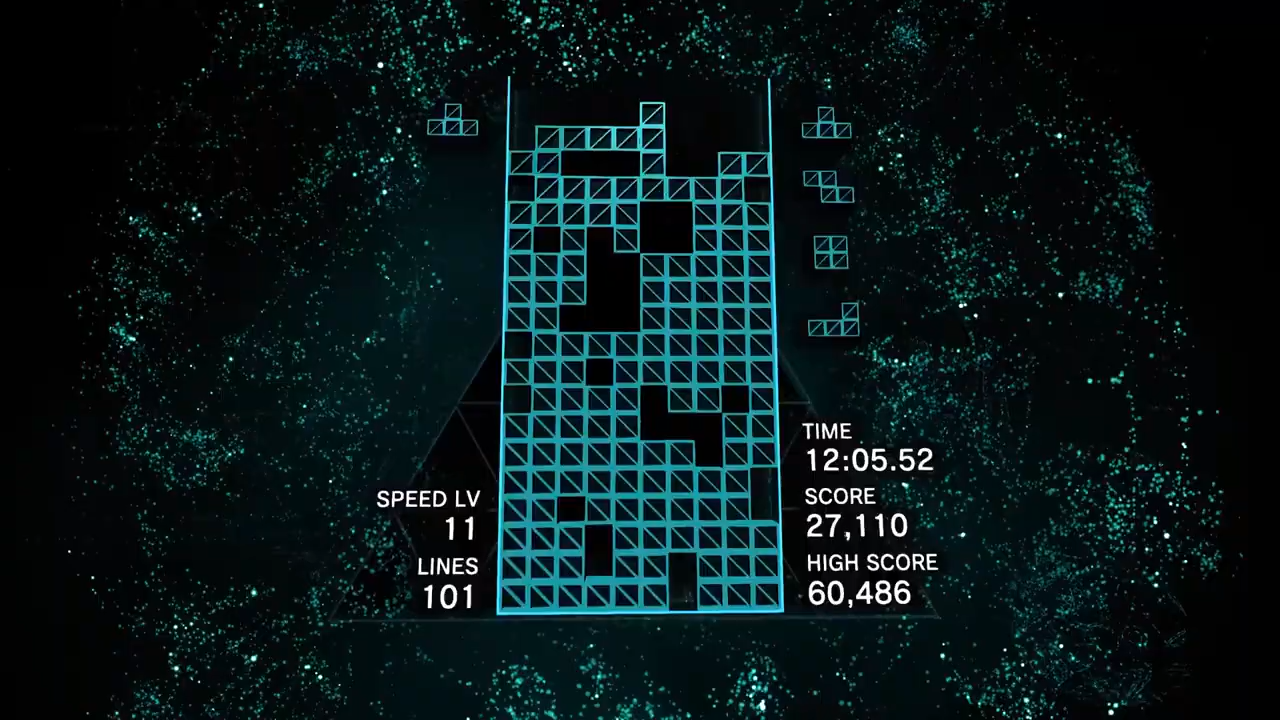 SPEED LV
11
LINES
101
TIME
12:05.52
SCORE
27,110
HIGH SCORE
60,486